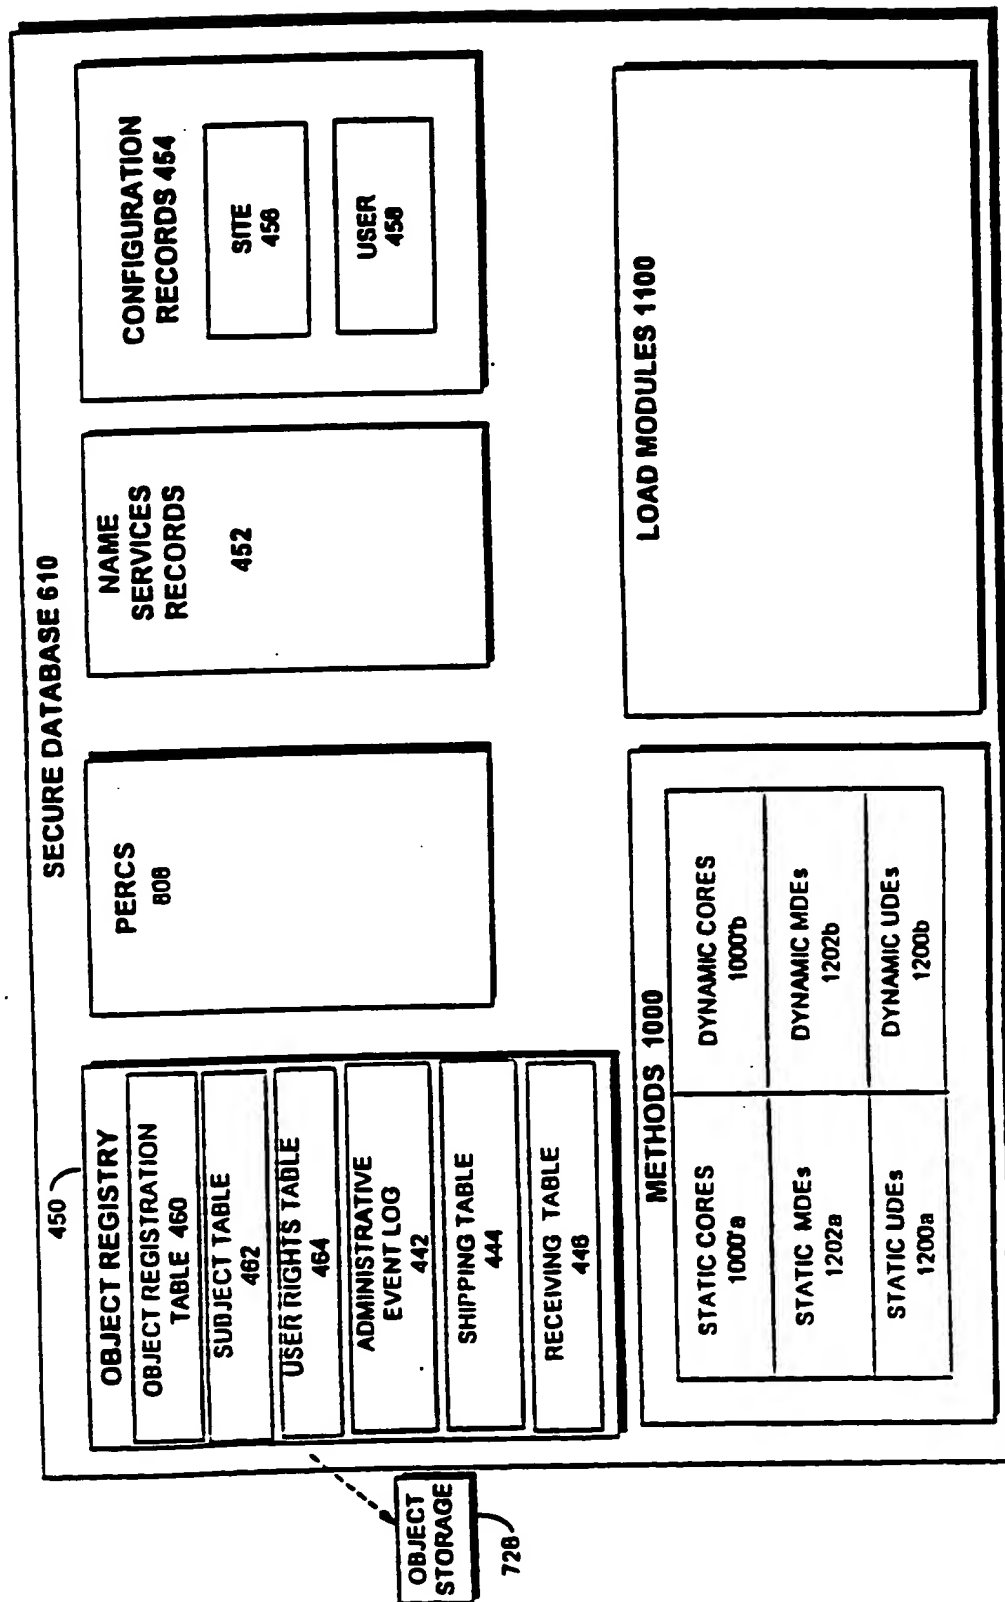 SECURE DATABASE 610
450
OBJECT REGISTRY
OBJECT REGISTRATION
TABLE 460
SUBJECT TABLE
462
USER RIGHTS TABLE
464
ADMINISTRATIVE
EVENT LOG
442
SHIPPING TABLE
444
RECEIVING TABLE
446
PERCS
808
NAME
SERVICES
RECORDS
452
CONFIGURATION
RECORDS 454
SITE
456
USER
458
OBJECT
STORAGE
728
METHODS 1000
STATIC CORES
1000'a
DYNAMIC CORES
1000'b
STATIC MDEs
1202a
DYNAMIC MDEs
1202b
STATIC UDEs
1200a
DYNAMIC UDEs
1200b
LOAD MODULES 1100